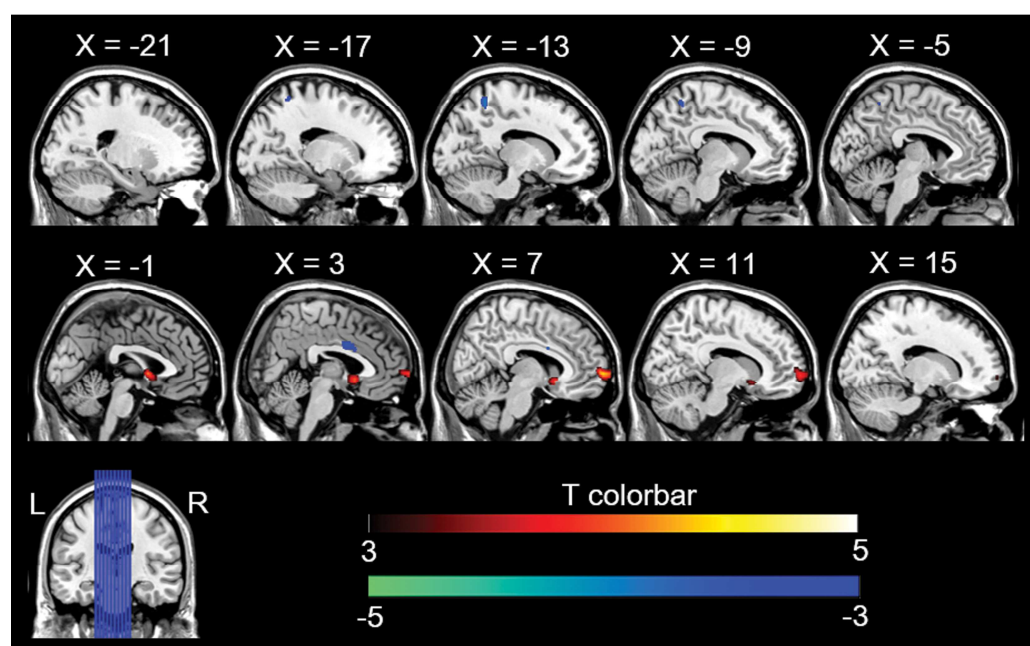 X = -21 X = -17 X = -13 X = -9 X = -5
X = -1 X = 3 X = 7 X = 11 X = 15
L R
T colorbar
3 5
-5 -3